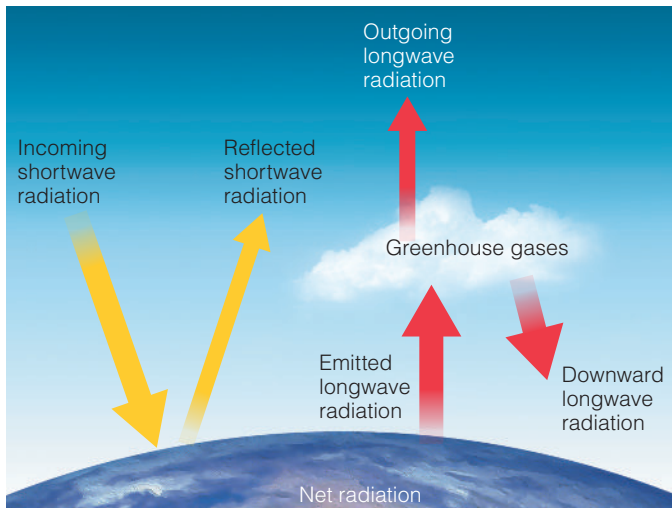 Outgoing
longwave
radiation
Incoming
shortwave
radiation
Reflected
shortwave
radiation
Greenhouse gases
Emitted
longwave
radiation
Downward
longwave
radiation
Net radiation